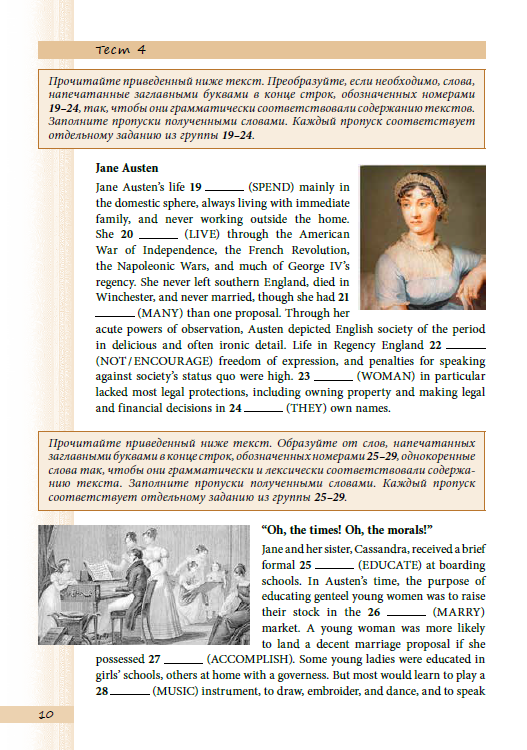 Тест 4
Прочитайте приведенный ниже текст. Преобразуйте, если необходимо, слова,
напечатанные заглавными буквами в конце строк, обозначенных номерами
19–24, так, чтобы они грамматически соответствовали содержанию текстов.
Заполните пропуски полученными словами. Каждый пропуск соответствует
отдельному заданию из группы 19–24.
Jane Austen
Jane Austen's life 19 _______ (SPEND) mainly in
the domestic sphere, always living with immediate
family, and never working outside the home.
She 20 _______ (LIVE) through the American
War of Independence, the French Revolution,
the Napoleonic Wars, and much of George IV's
regency. She never left southern England, died in
Winchester, and never married, though she had 21
_______ (MANY) than one proposal. Through her
acute powers of observation, Austen depicted English society of the period
in delicious and often ironic detail. Life in Regency England 22 _______
(NOT/ENCOURAGE) freedom of expression, and penalties for speaking
against society's status quo were high. 23 _______ (WOMAN) in particular
lacked most legal protections, including owning property and making legal
and financial decisions in 24 _______ (THEY) own names.
Прочитайте приведенный ниже текст. Образуйте от слов, напечатанных
заглавными буквами в конце строк, обозначенных номерами 25–29, однокоренные
слова так, чтобы они грамматически и лексически соответствовали содержа-
нию текста. Заполните пропуски полученными словами. Каждый пропуск
соответствует отдельному заданию из группы 25–29.
“Oh, the times! Oh, the morals!”
Jane and her sister, Cassandra, received a brief
formal 25 _______ (EDUCATE) at boarding
schools. In Austen's time, the purpose of
educating genteel young women was to raise
their stock in the 26 _______ (MARRY)
market. A young woman was more likely
to land a decent marriage proposal if she
possessed 27 _______ (ACCOMPLISH). Some young ladies were educated in
girls' schools, others at home with a governess. But most would learn to play a
28 _______ (MUSIC) instrument, to draw, embroider, and dance, and to speak
10